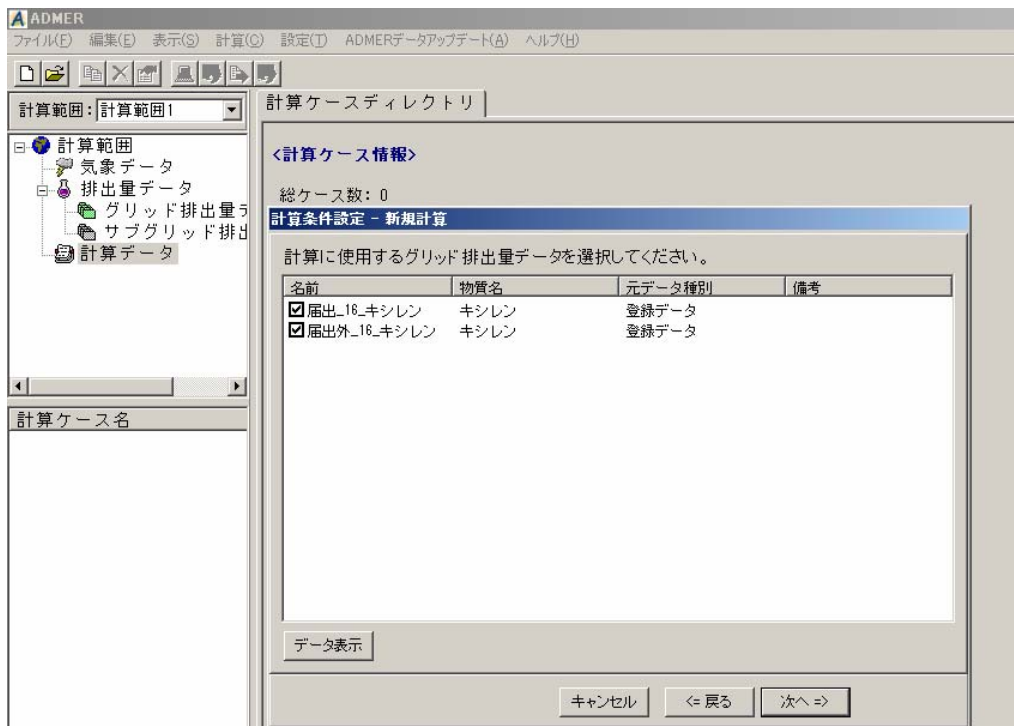 ADMER
ファイル(F) 編集(E) 表示(S) 計算(C) 設定(T) ADMERデータアップデート(A) ヘルプ(H)
計算範囲: 計算範囲1
計算範囲
気象データ
排出量データ
グリッド排出量デ
サブグリッド排出
計算データ
計算ケース名
計算ケースディレクトリ
<計算ケース情報>
総ケース数: 0
計算条件設定 - 新規計算
計算に使用するグリッド排出量データを選択してください。
名前 物質名 元データ種別 備考
届出_16_キシレン キシレン 登録データ
届出外_16_キシレン キシレン 登録データ
データ表示
キャンセル <= 戻る 次へ =>